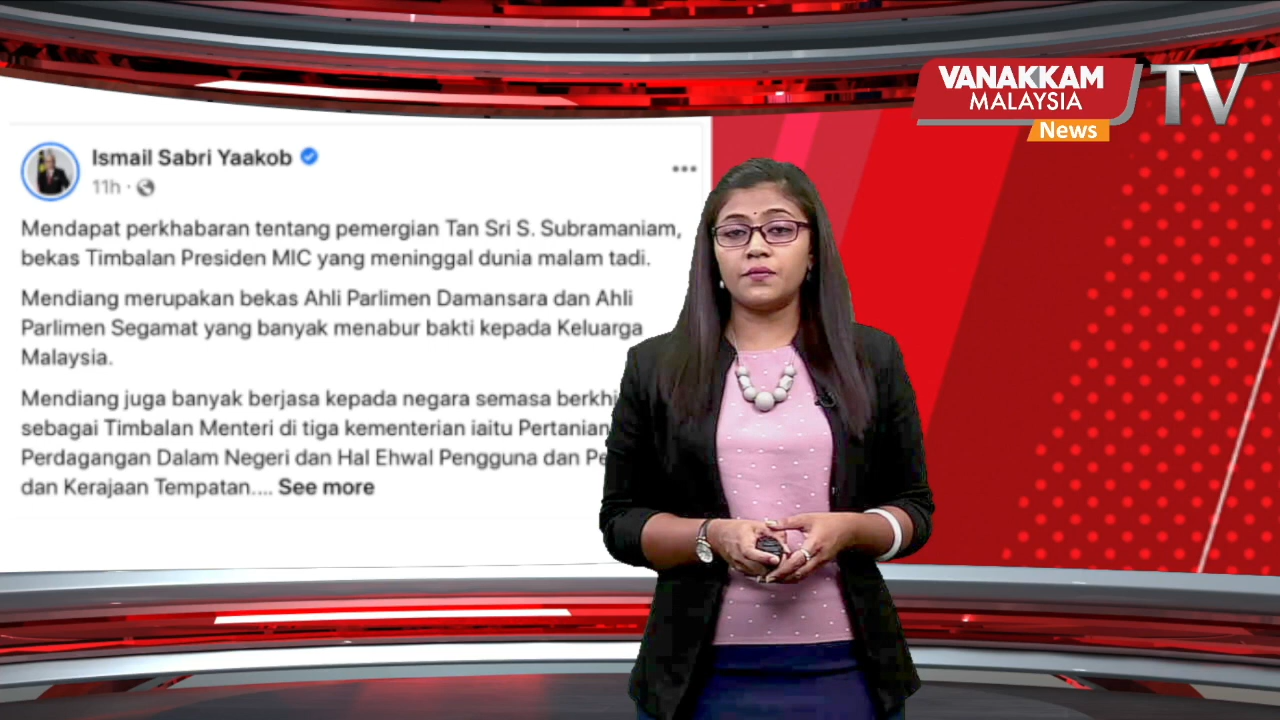 VANAKKAM
MALAYSIA
News
TV
Ismail Sabri Yaakob
11h ·
Mendapat perkhabaran tentang pemergian Tan Sri S. Subramaniam,
bekas Timbalan Presiden MIC yang meninggal dunia malam tadi.
Mendiang merupakan bekas Ahli Parlimen Damansara dan Ahli
Parlimen Segamat yang banyak menabur bakti kepada Keluarga
Malaysia.
Mendiang juga banyak berjasa kepada negara semasa
sebagai Timbalan Menteri di tiga kementerian iaitu Pertanian
Perdagangan Dalam Negeri dan Hal Ehwal Pengguna dan
dan Kerajaan Tempatan.... See more